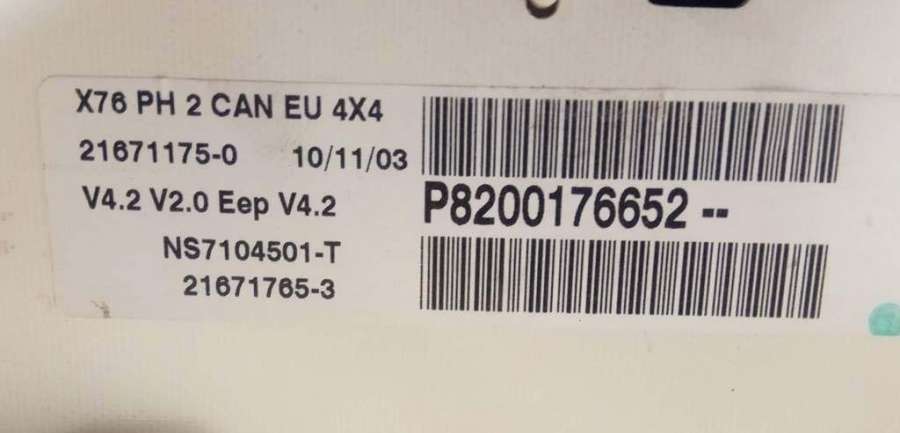 X76 PH 2 CAN EU 4X4
21671175-0 10/11/03
V4.2 V2.0 Eep V4.2
P8200176652 --
NS7104501-T
21671765-3